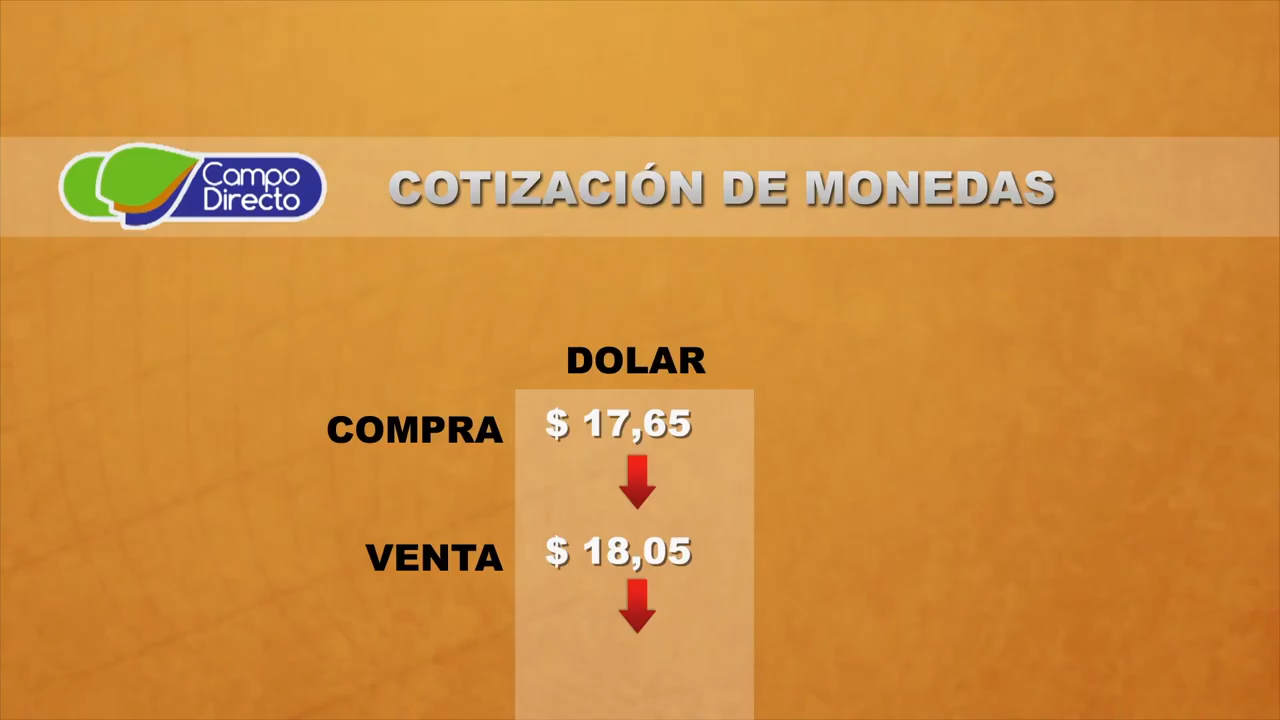 Campo
Directo
COTIZACIÓN DE MONEDAS
DOLAR
COMPRA $ 17,65
VENTA $ 18,05